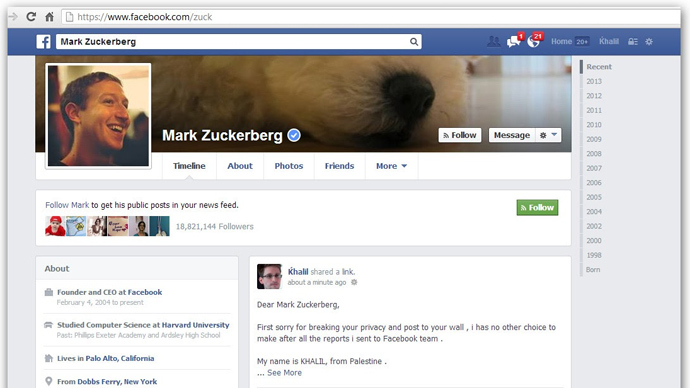 https://www.facebook.com/zuck
Mark Zuckerberg
1
21
Home 20+ Khalil
Mark Zuckerberg
Follow Message
Timeline About Photos Friends More
Follow Mark to get his public posts in your news feed.
Follow
18,821,144 Followers
About
Founder and CEO at Facebook
February 4, 2004 to present
Studied Computer Science at Harvard University
Past: Phillips Exeter Academy and Ardsley High School
Lives in Palo Alto, California
From Dobbs Ferry, New York
Khalil shared a link.
about a minute ago
Dear Mark Zuckerberg,
First sorry for breaking your privacy and post to your wall , i has no other choice
to make after all the reports i sent to Facebook team .
My name is KHALIL, from Palestine .
... See More
Recent
2013
2012
2011
2010
2009
2008
2007
2006
2005
2004
2002
2000
1998
Born